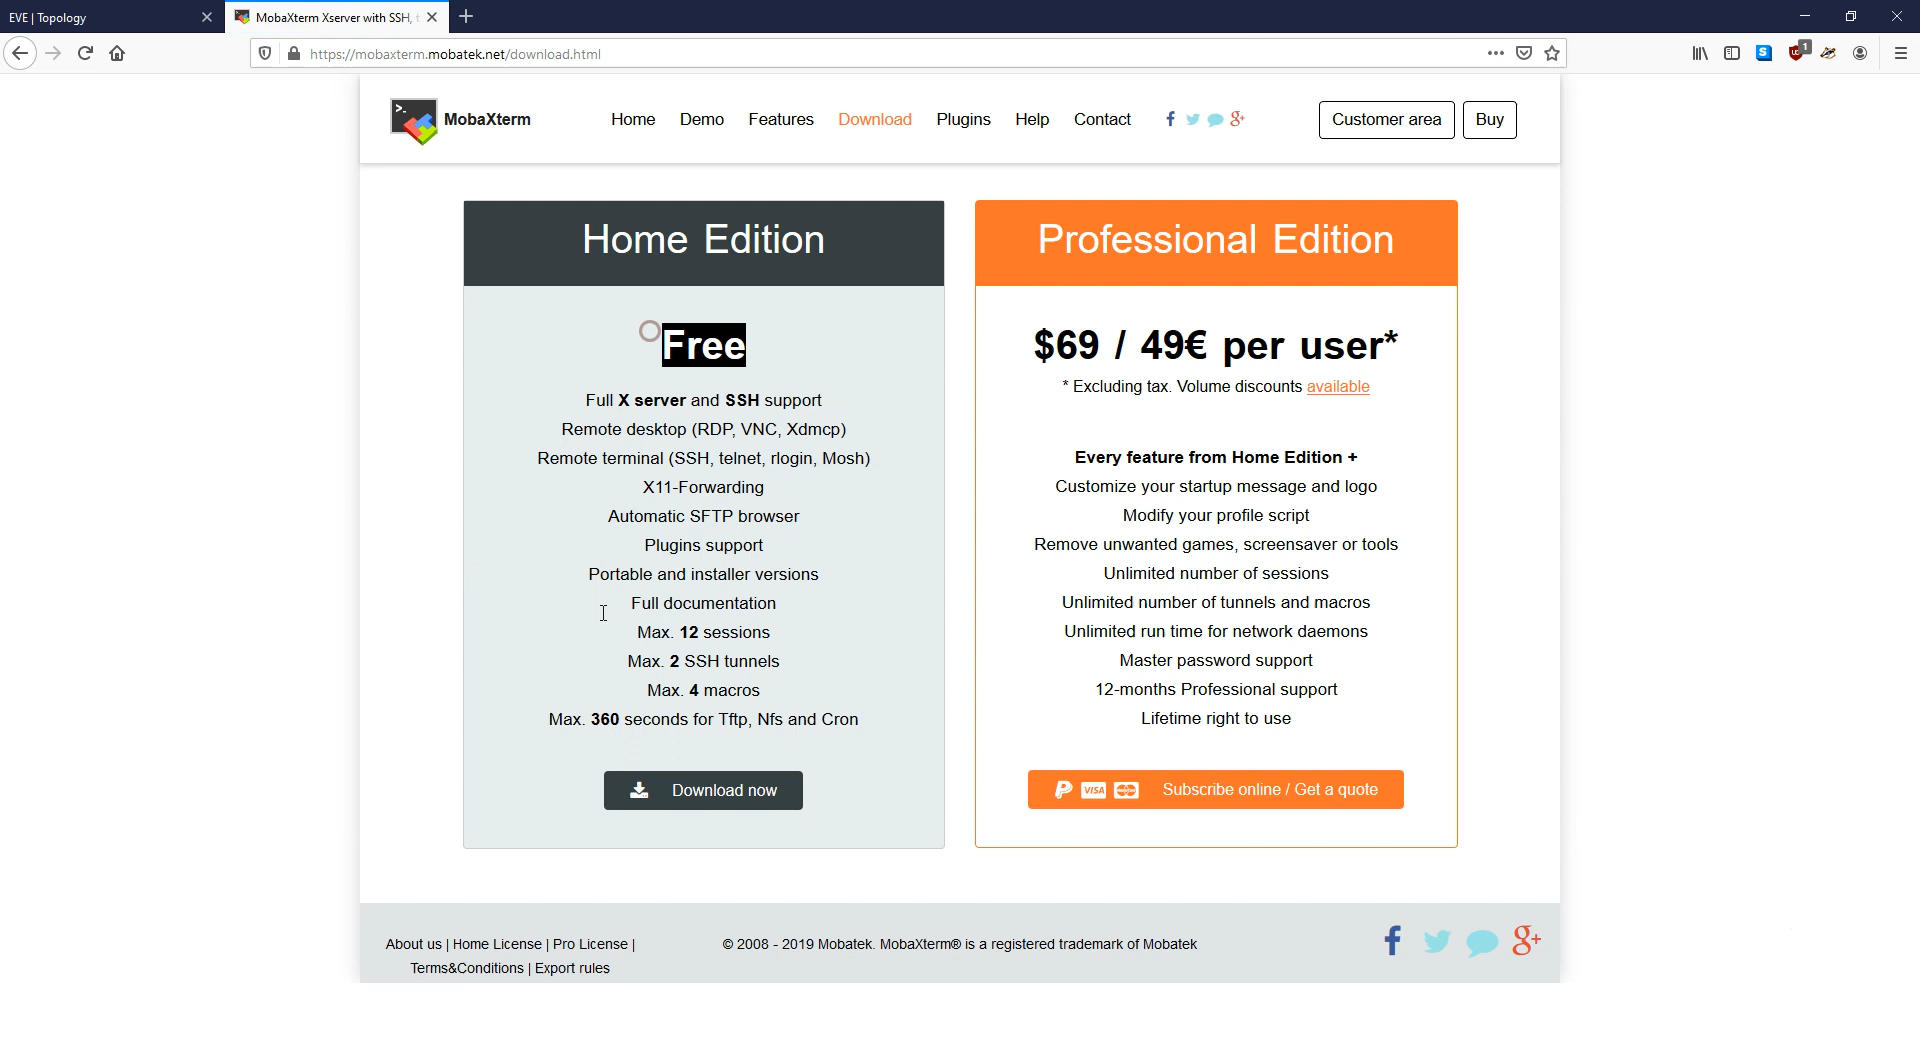 EVE | Topology
MobaXterm Xserver with SSH, t
https://mobaxterm.mobatek.net/download.html
S
1
>_
MobaXterm
Home
Demo
Features
Download
Plugins
Help
Contact
Customer area
Buy
Home Edition
Free
Full X server and SSH support
Remote desktop (RDP, VNC, Xdmcp)
Remote terminal (SSH, telnet, rlogin, Mosh)
X11-Forwarding
Automatic SFTP browser
Plugins support
Portable and installer versions
Full documentation
Max. 12 sessions
Max. 2 SSH tunnels
Max. 4 macros
Max. 360 seconds for Tftp, Nfs and Cron
Download now
Professional Edition
$69 / 49€ per user*
* Excluding tax. Volume discounts available
Every feature from Home Edition +
Customize your startup message and logo
Modify your profile script
Remove unwanted games, screensaver or tools
Unlimited number of sessions
Unlimited number of tunnels and macros
Unlimited run time for network daemons
Master password support
12-months Professional support
Lifetime right to use
VISA
Subscribe online / Get a quote
About us | Home License | Pro License |
Terms&Conditions | Export rules
© 2008 - 2019 Mobatek. MobaXterm® is a registered trademark of Mobatek